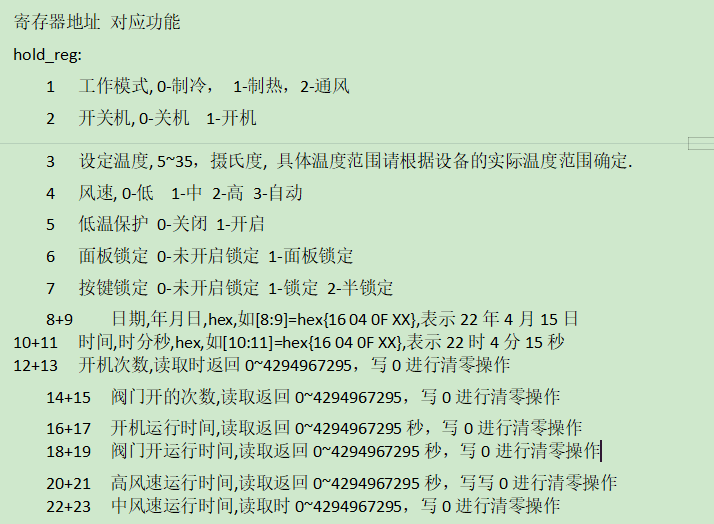 寄存器地址 对应功能
hold_reg:
1 工作模式, 0-制冷， 1-制热，2-通风
2 开关机, 0-关机 1-开机
3 设定温度, 5~35，摄氏度, 具体温度范围请根据设备的实际温度范围确定.
4 风速, 0-低 1-中 2-高 3-自动
5 低温保护 0-关闭 1-开启
6 面板锁定 0-未开启锁定 1-面板锁定
7 按键锁定 0-未开启锁定 1-锁定 2-半锁定
8+9 日期,年月日,hex,如[8:9]=hex{16 04 0F XX},表示 22 年 4 月 15 日
10+11 时间,时分秒,hex,如[10:11]=hex{16 04 0F XX},表示 22 时 4 分 15 秒
12+13 开机次数,读取时返回 0~4294967295，写 0 进行清零操作
14+15 阀门开的次数,读取返回 0~4294967295，写 0 进行清零操作
16+17 开机运行时间,读取返回 0~4294967295 秒，写 0 进行清零操作
18+19 阀门开运行时间,读取返回 0~4294967295 秒，写 0 进行清零操作
20+21 高风速运行时间,读取返回 0~4294967295 秒，写写 0 进行清零操作
22+23 中风速运行时间,读取时 0~4294967295，写 0 进行清零操作